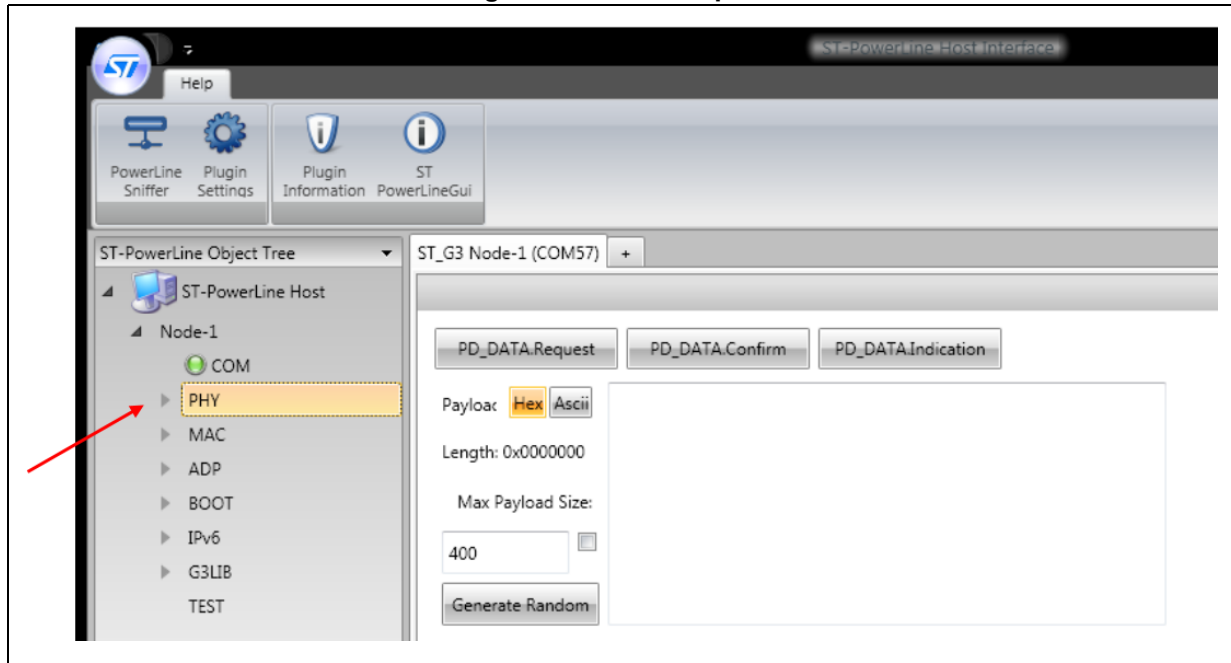 ST-PowerLine Host Interface
ST
Help
PowerLine Sniffer
Plugin Settings
Plugin Information
ST PowerLineGui
ST-PowerLine Object Tree
ST_G3 Node-1 (COM57) +
ST-PowerLine Host
Node-1
COM
PHY
MAC
ADP
BOOT
IPv6
G3LIB
TEST
PD_DATA.Request PD_DATA.Confirm PD_DATA.Indication
Payloac Hex Ascii
Length: 0x0000000
Max Payload Size:
400
Generate Random